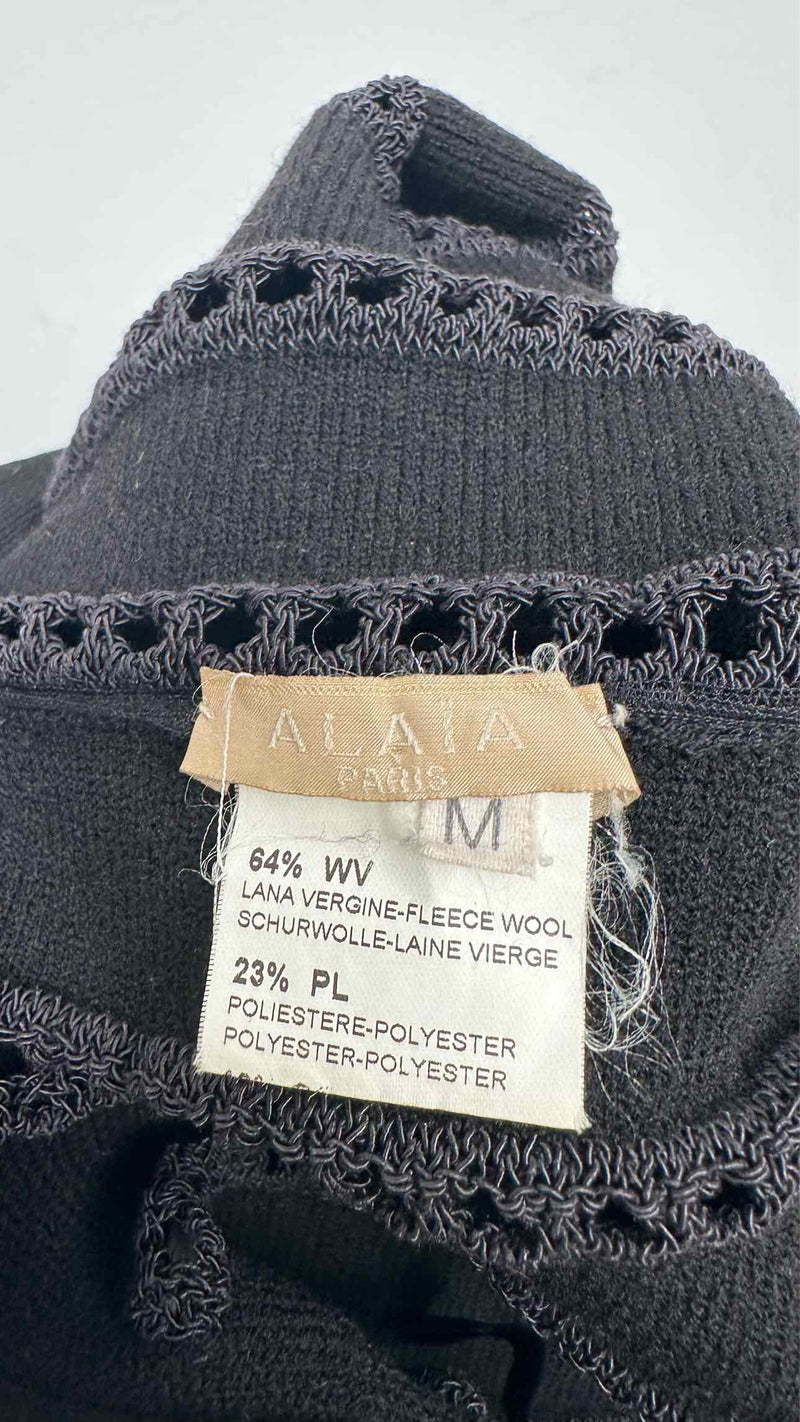 ALAÏA
PARIS
M
64% WV
LANA VERGINE-FLEECE WOOL
SCHURWOLLE-LAINE VIERGE
23% PL
POLIESTERE-POLYESTER
POLYESTER-POLYESTER